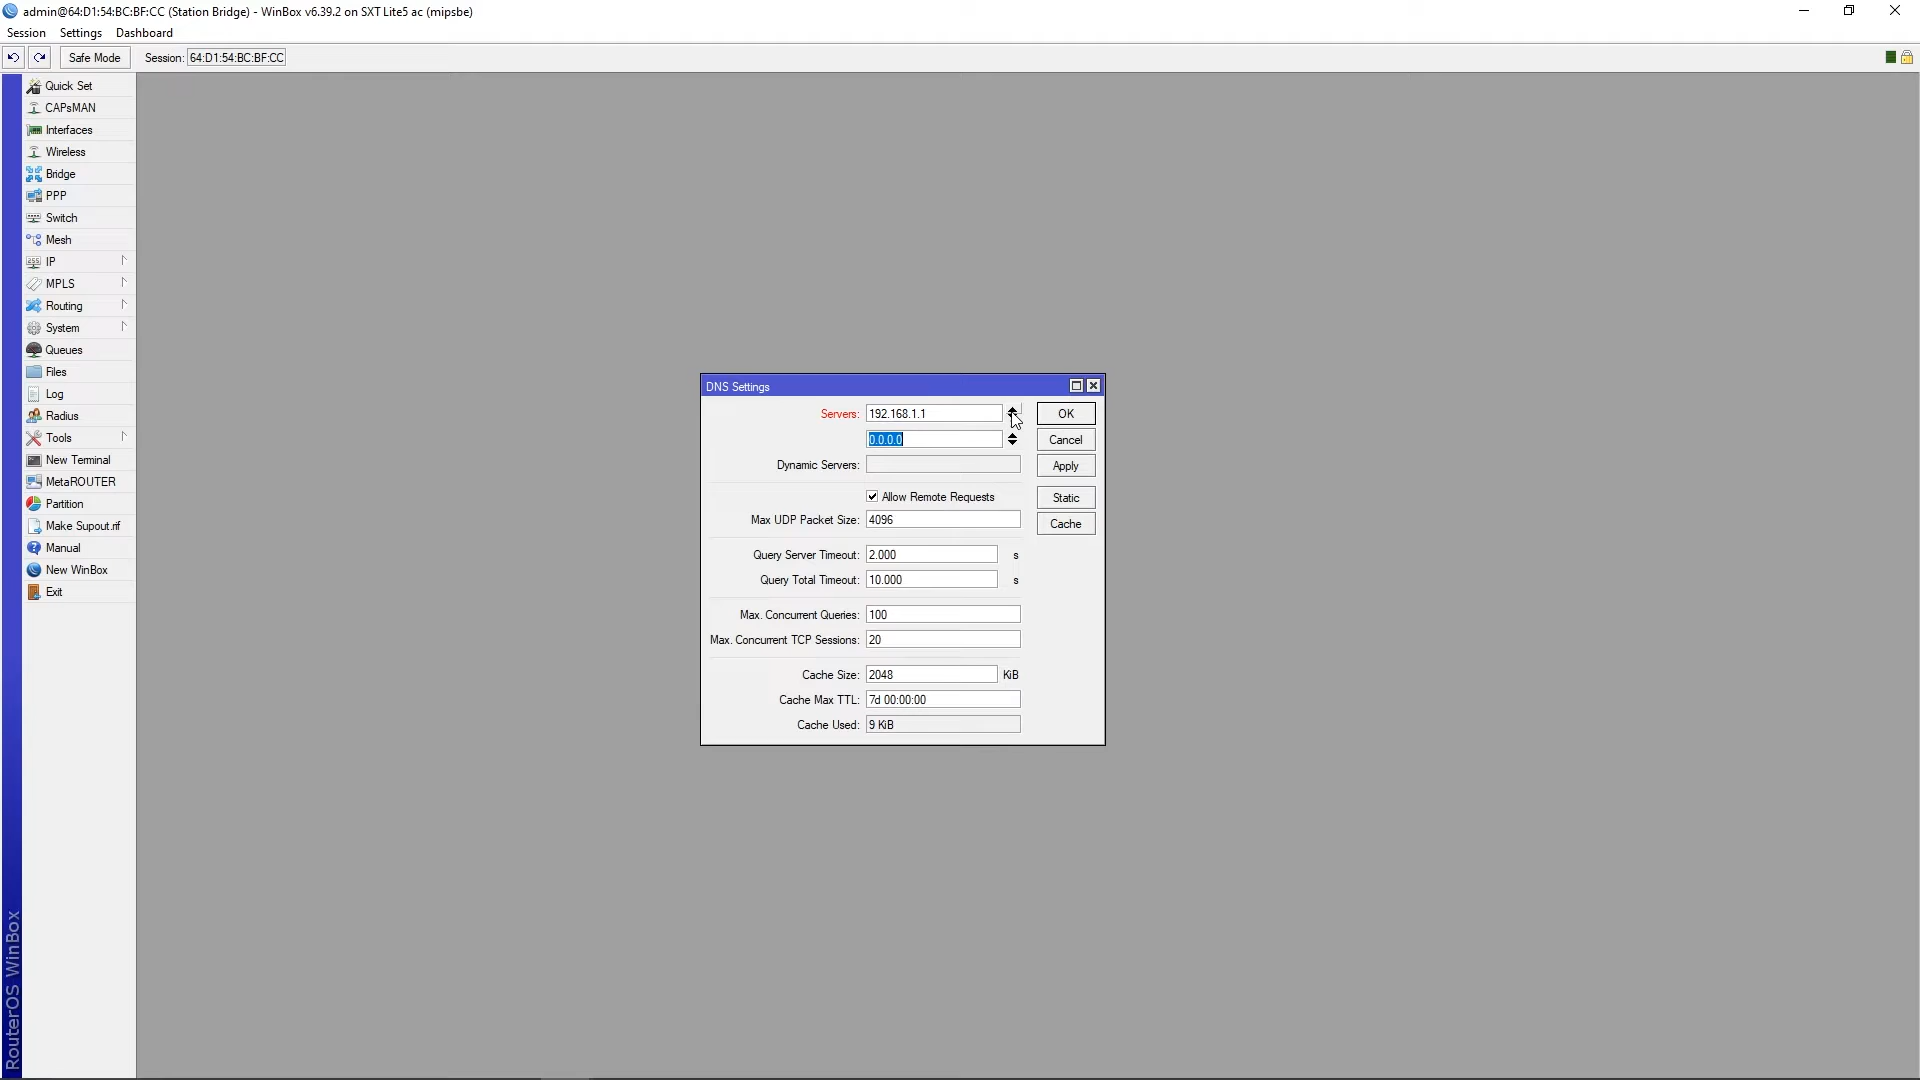 admin@64:D1:54:BC:BF:CC (Station Bridge) - WinBox v6.39.2 on SXT Lite5 ac (mipsbe)
Session Settings Dashboard
Safe Mode Session: 64:D1:54:BC:BF:CC
Quick Set
CAPsMAN
Interfaces
Wireless
Bridge
PPP
Switch
Mesh
IP
MPLS
Routing
System
Queues
Files
Log
Radius
Tools
New Terminal
MetaROUTER
Partition
Make Supout.rif
Manual
New WinBox
Exit
RouterOS WinBox
DNS Settings
Servers: 192.168.1.1 OK
0.0.0.0 Cancel
Dynamic Servers: Apply
Allow Remote Requests Static
Max UDP Packet Size: 4096 Cache
Query Server Timeout: 2.000 s
Query Total Timeout: 10.000 s
Max. Concurrent Queries: 100
Max. Concurrent TCP Sessions: 20
Cache Size: 2048 KiB
Cache Max TTL: 7d 00:00:00
Cache Used: 9 KiB